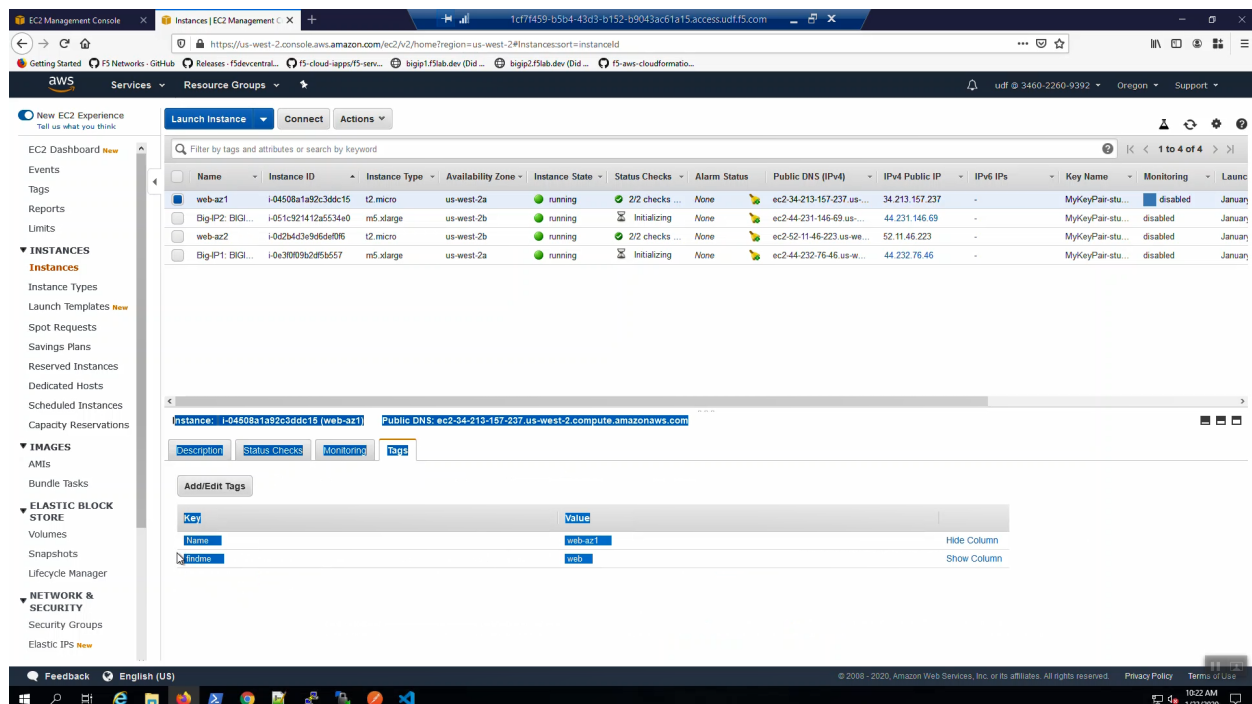 EC2 Management Console
Instances | EC2 Management C
1cf7f459-b5b4-43d3-b152-b9043ac61a15.access.udf.f5.com
https://us-west-2.console.aws.amazon.com/ec2/v2/home?region=us-west-2#Instances:sort=instanceId
Getting Started F5 Networks · GitHub Releases · f5devcentral... f5-cloud-iapps/f5-serv... bigip1.f5lab.dev (Did ... bigip2.f5lab.dev (Did ... f5-aws-cloudformatio...
aws Services Resource Groups udf @ 3460-2260-9392 Oregon Support
New EC2 Experience
Tell us what you think
EC2 Dashboard New
Events
Tags
Reports
Limits
INSTANCES
Instances
Instance Types
Launch Templates New
Spot Requests
Savings Plans
Reserved Instances
Dedicated Hosts
Scheduled Instances
Capacity Reservations
IMAGES
AMIs
Bundle Tasks
ELASTIC BLOCK
STORE
Volumes
Snapshots
Lifecycle Manager
NETWORK &
SECURITY
Security Groups
Elastic IPs New
Launch Instance Connect Actions
Filter by tags and attributes or search by keyword 1 to 4 of 4
Name Instance ID Instance Type Availability Zone Instance State Status Checks Alarm Status Public DNS (IPv4) IPv4 Public IP IPv6 IPs Key Name Monitoring Launc
web-az1 i-04508a1a92c3ddc15 t2.micro us-west-2a running 2/2 checks ... None ec2-34-213-157-237.us-... 34.213.157.237 - MyKeyPair-stu... disabled January
Big-IP2: BIGI... i-051c921412a5534e0 m5.xlarge us-west-2b running Initializing None ec2-44-231-146-69.us-... 44.231.146.69 - MyKeyPair-stu... disabled January
web-az2 i-0d2b4d3e9d6def0f6 t2.micro us-west-2b running 2/2 checks ... None ec2-52-11-46-223.us-we... 52.11.46.223 - MyKeyPair-stu... disabled January
Big-IP1: BIGI... i-0e3f0f09b2df5b557 m5.xlarge us-west-2a running Initializing None ec2-44-232-76-46.us-w... 44.232.76.46 - MyKeyPair-stu... disabled January
Instance: i-04508a1a92c3ddc15 (web-az1) Public DNS: ec2-34-213-157-237.us-west-2.compute.amazonaws.com
Description Status Checks Monitoring Tags
Add/Edit Tags
Key Value
Name web-az1 Hide Column
findme web Show Column
Feedback English (US) © 2008 - 2020, Amazon Web Services, Inc. or its affiliates. All rights reserved. Privacy Policy Terms of Use
10:22 AM